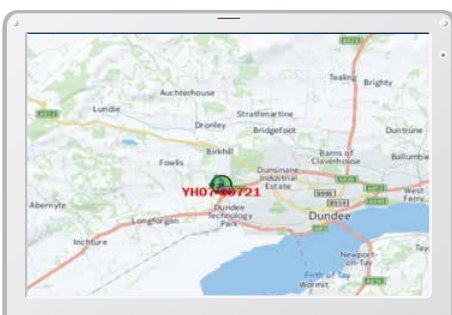 Tealing
Brighty
Auchterhouse
Lundie
Strathmartine
Dronley
Bridgefoot
Duntrune
Birkhill
Barns of
Claverhouse
Ballumbie
Fowlis
Dunsinane
Industrial
Estate
West
Ferry
Abernyte
Dundee
Technology
Park
Longforgan
Dundee
Inchture
Newport-
on-Tay
Tay
Firth of Tay
Wormit